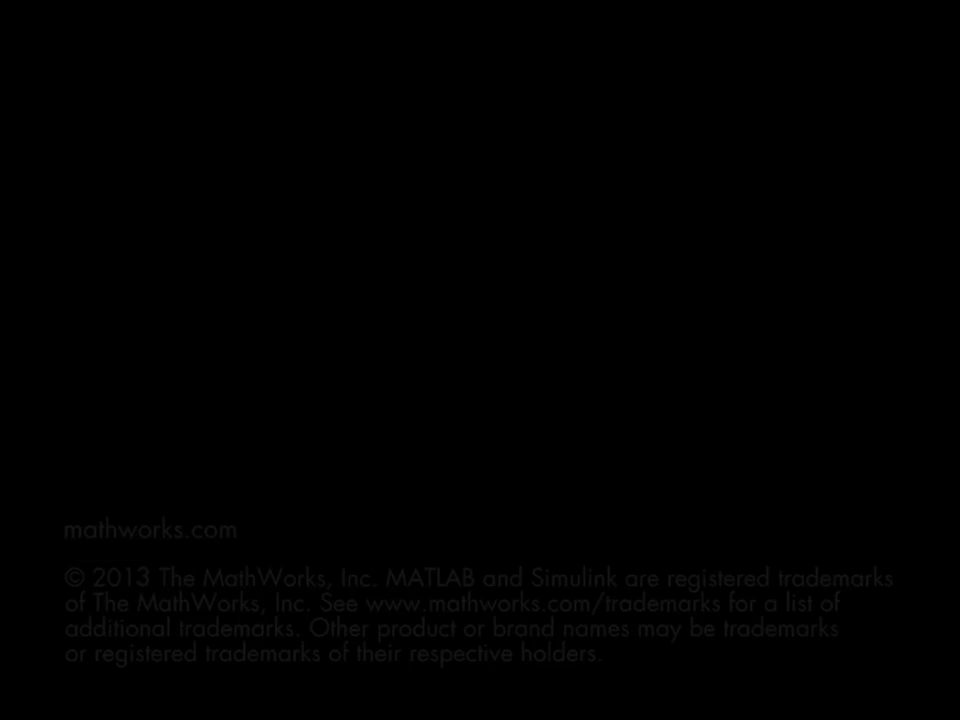 mathworks.com
© 2013 The MathWorks, Inc. MATLAB and Simulink are registered trademarks
of The MathWorks, Inc. See www.mathworks.com/trademarks for a list of
additional trademarks. Other product or brand names may be trademarks
or registered trademarks of their respective holders.